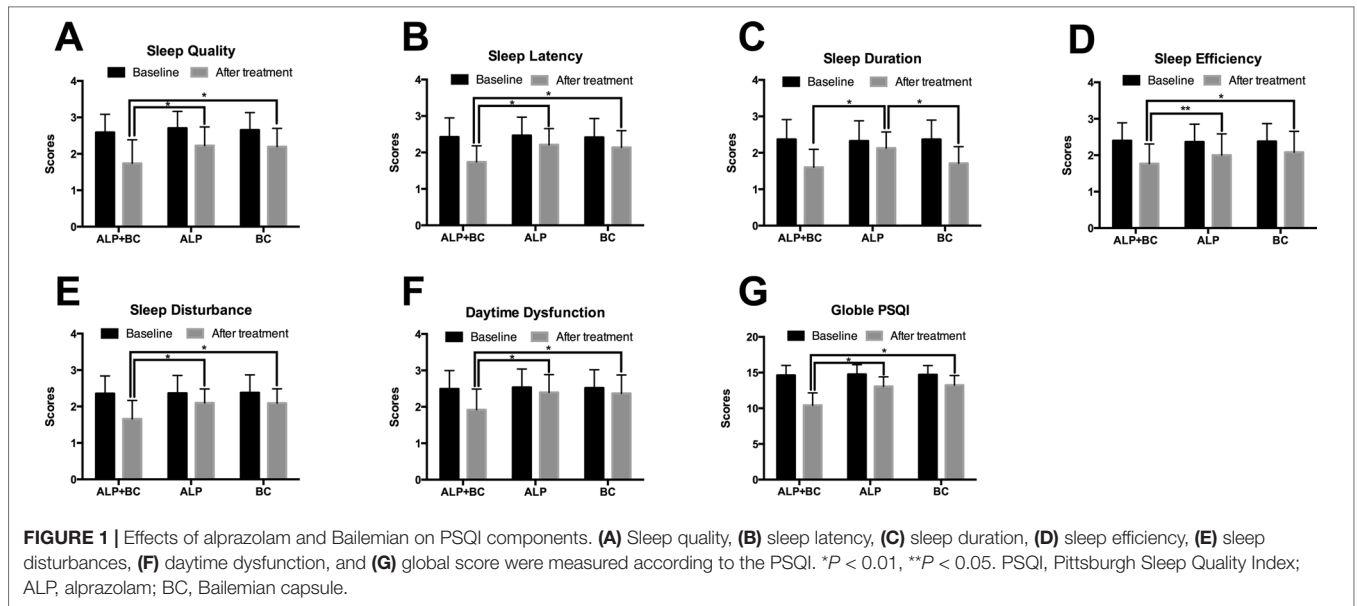 A
Sleep Quality
Baseline After treatment
Scores
4
3
2
1
0
* *
ALP+BC ALP BC
B
Sleep Latency
Baseline After treatment
Scores
4
3
2
1
0
* *
ALP+BC ALP BC
C
Sleep Duration
Baseline After treatment
Scores
4
3
2
1
0
* *
ALP+BC ALP BC
D
Sleep Efficiency
Baseline After treatment
Scores
4
3
2
1
0
** *
ALP+BC ALP BC
E
Sleep Disturbance
Baseline After treatment
Scores
4
3
2
1
0
* *
ALP+BC ALP BC
F
Daytime Dysfunction
Baseline After treatment
Scores
4
3
2
1
0
* *
ALP+BC ALP BC
G
Globle PSQI
Baseline After treatment
Scores
20
15
10
5
0
* *
ALP+BC ALP BC
FIGURE 1 | Effects of alprazolam and Bailemian on PSQI components. (A) Sleep quality, (B) sleep latency, (C) sleep duration, (D) sleep efficiency, (E) sleep
disturbances, (F) daytime dysfunction, and (G) global score were measured according to the PSQI. *P < 0.01, **P < 0.05. PSQI, Pittsburgh Sleep Quality Index;
ALP, alprazolam; BC, Bailemian capsule.